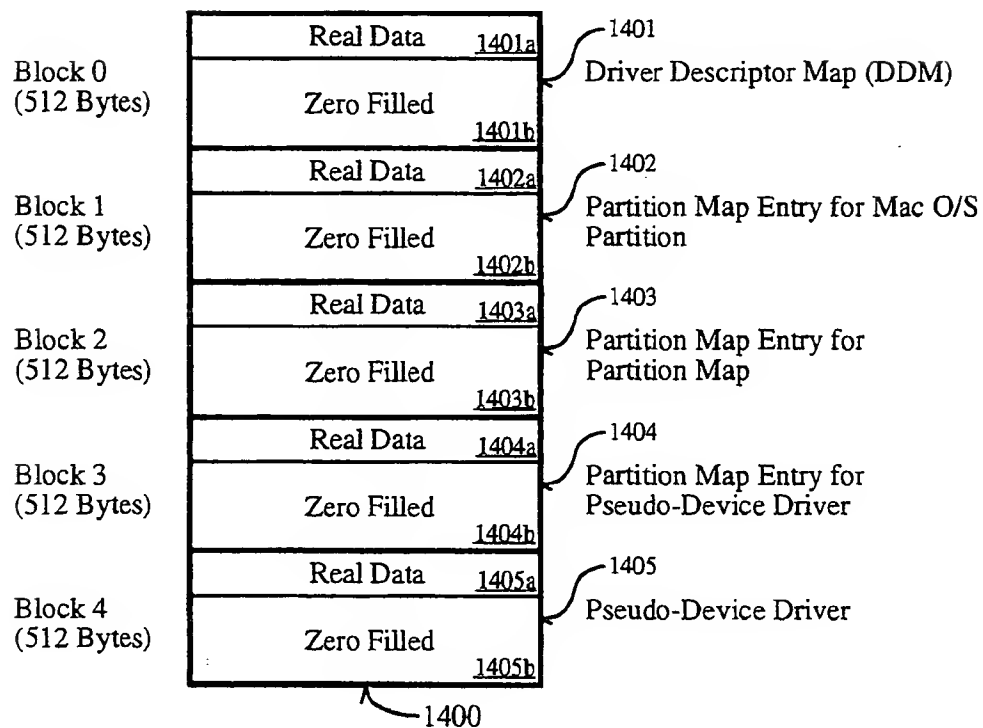 Real Data 1401a
1401
Block 0
(512 Bytes)
Driver Descriptor Map (DDM)
Zero Filled
1401b
Real Data 1402a
1402
Block 1
(512 Bytes)
Partition Map Entry for Mac O/S
Partition
Zero Filled
1402b
Real Data 1403a
1403
Block 2
(512 Bytes)
Partition Map Entry for
Partition Map
Zero Filled
1403b
Real Data 1404a
1404
Block 3
(512 Bytes)
Partition Map Entry for
Pseudo-Device Driver
Zero Filled
1404b
Real Data 1405a
1405
Block 4
(512 Bytes)
Pseudo-Device Driver
Zero Filled
1405b
1400